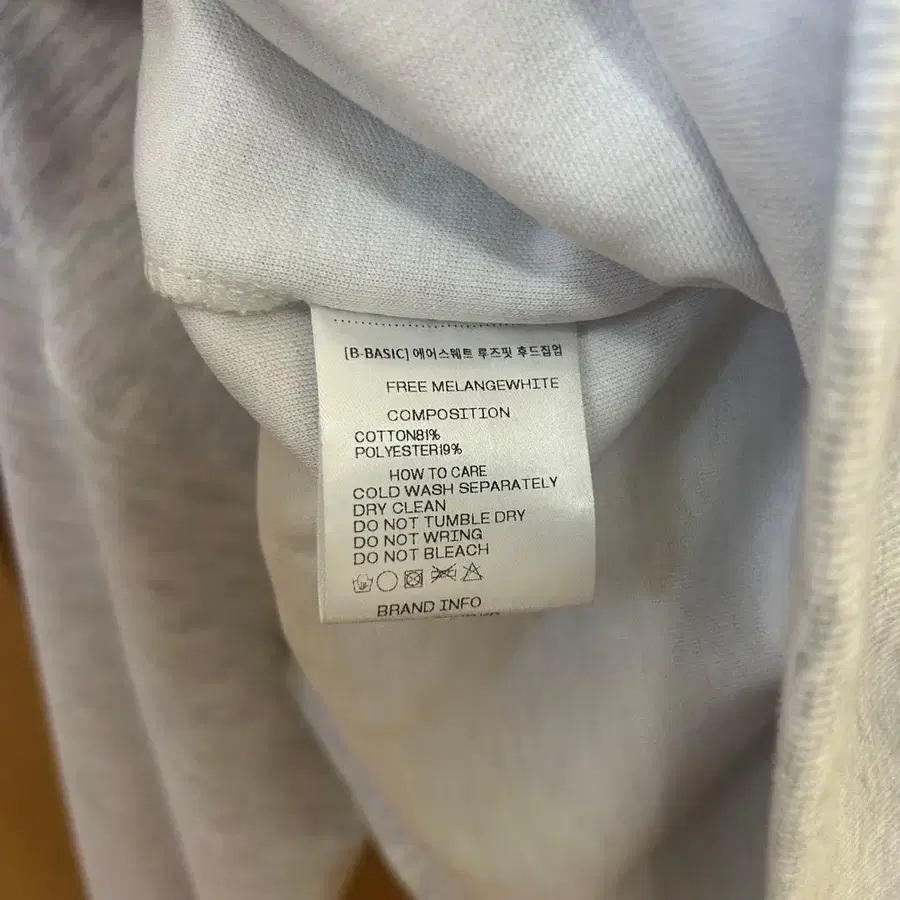 [B-BASIC] 에어스웨트 루즈핏 후드집업
FREE MELANGEWHITE
COMPOSITION
COTTON81%
POLYESTER19%
HOW TO CARE
COLD WASH SEPARATELY
DRY CLEAN
DO NOT TUMBLE DRY
DO NOT WRING
DO NOT BLEACH
BRAND INFO